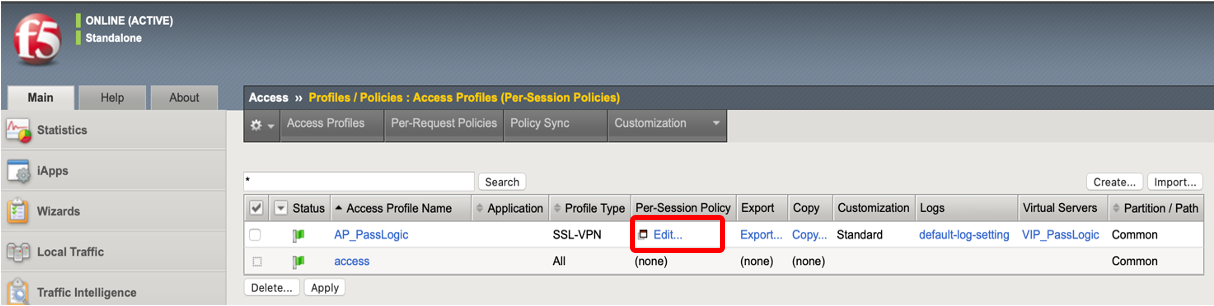 f5
ONLINE (ACTIVE)
Standalone
Main Help About
Access » Profiles / Policies : Access Profiles (Per-Session Policies)
Access Profiles Per-Request Policies Policy Sync Customization
Statistics
iApps
Wizards
Local Traffic
Traffic Intelligence
* Search Create... Import...
Status Access Profile Name Application Profile Type Per-Session Policy Export Copy Customization Logs Virtual Servers Partition / Path
AP_PassLogic SSL-VPN Edit... Export... Copy... Standard default-log-setting VIP_PassLogic Common
access All (none) (none) (none) Common
Delete... Apply